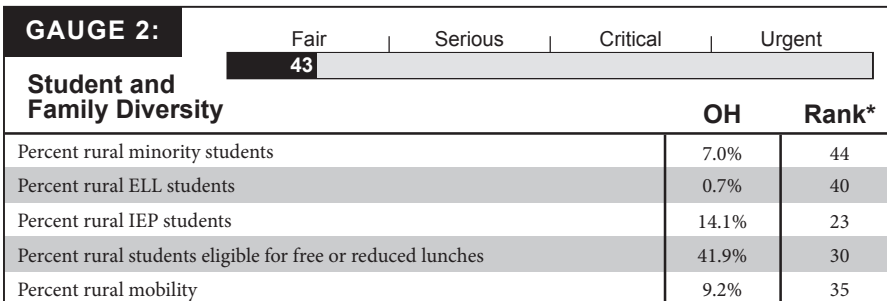 GAUGE 2:
Fair | Serious | Critical | Urgent
43
Student and
Family Diversity
OH Rank*
Percent rural minority students 7.0% 44
Percent rural ELL students 0.7% 40
Percent rural IEP students 14.1% 23
Percent rural students eligible for free or reduced lunches 41.9% 30
Percent rural mobility 9.2% 35